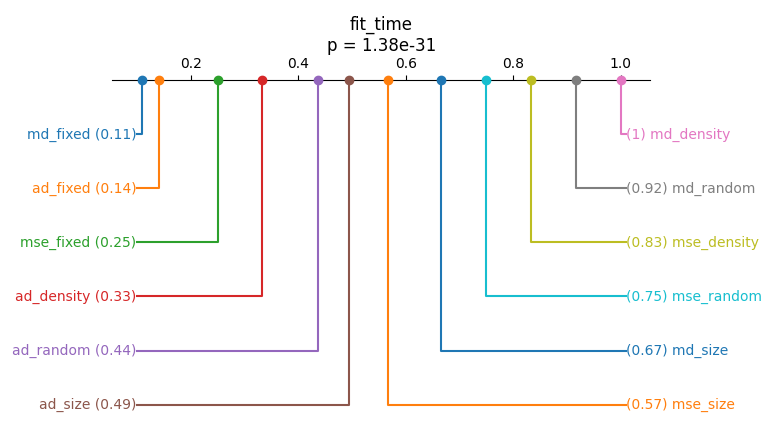 fit_time
p = 1.38e-31
0.2 0.4 0.6 0.8 1.0
md_fixed (0.11) (1) md_density
ad_fixed (0.14) (0.92) md_random
mse_fixed (0.25) (0.83) mse_density
ad_density (0.33) (0.75) mse_random
ad_random (0.44) (0.67) md_size
ad_size (0.49) (0.57) mse_size